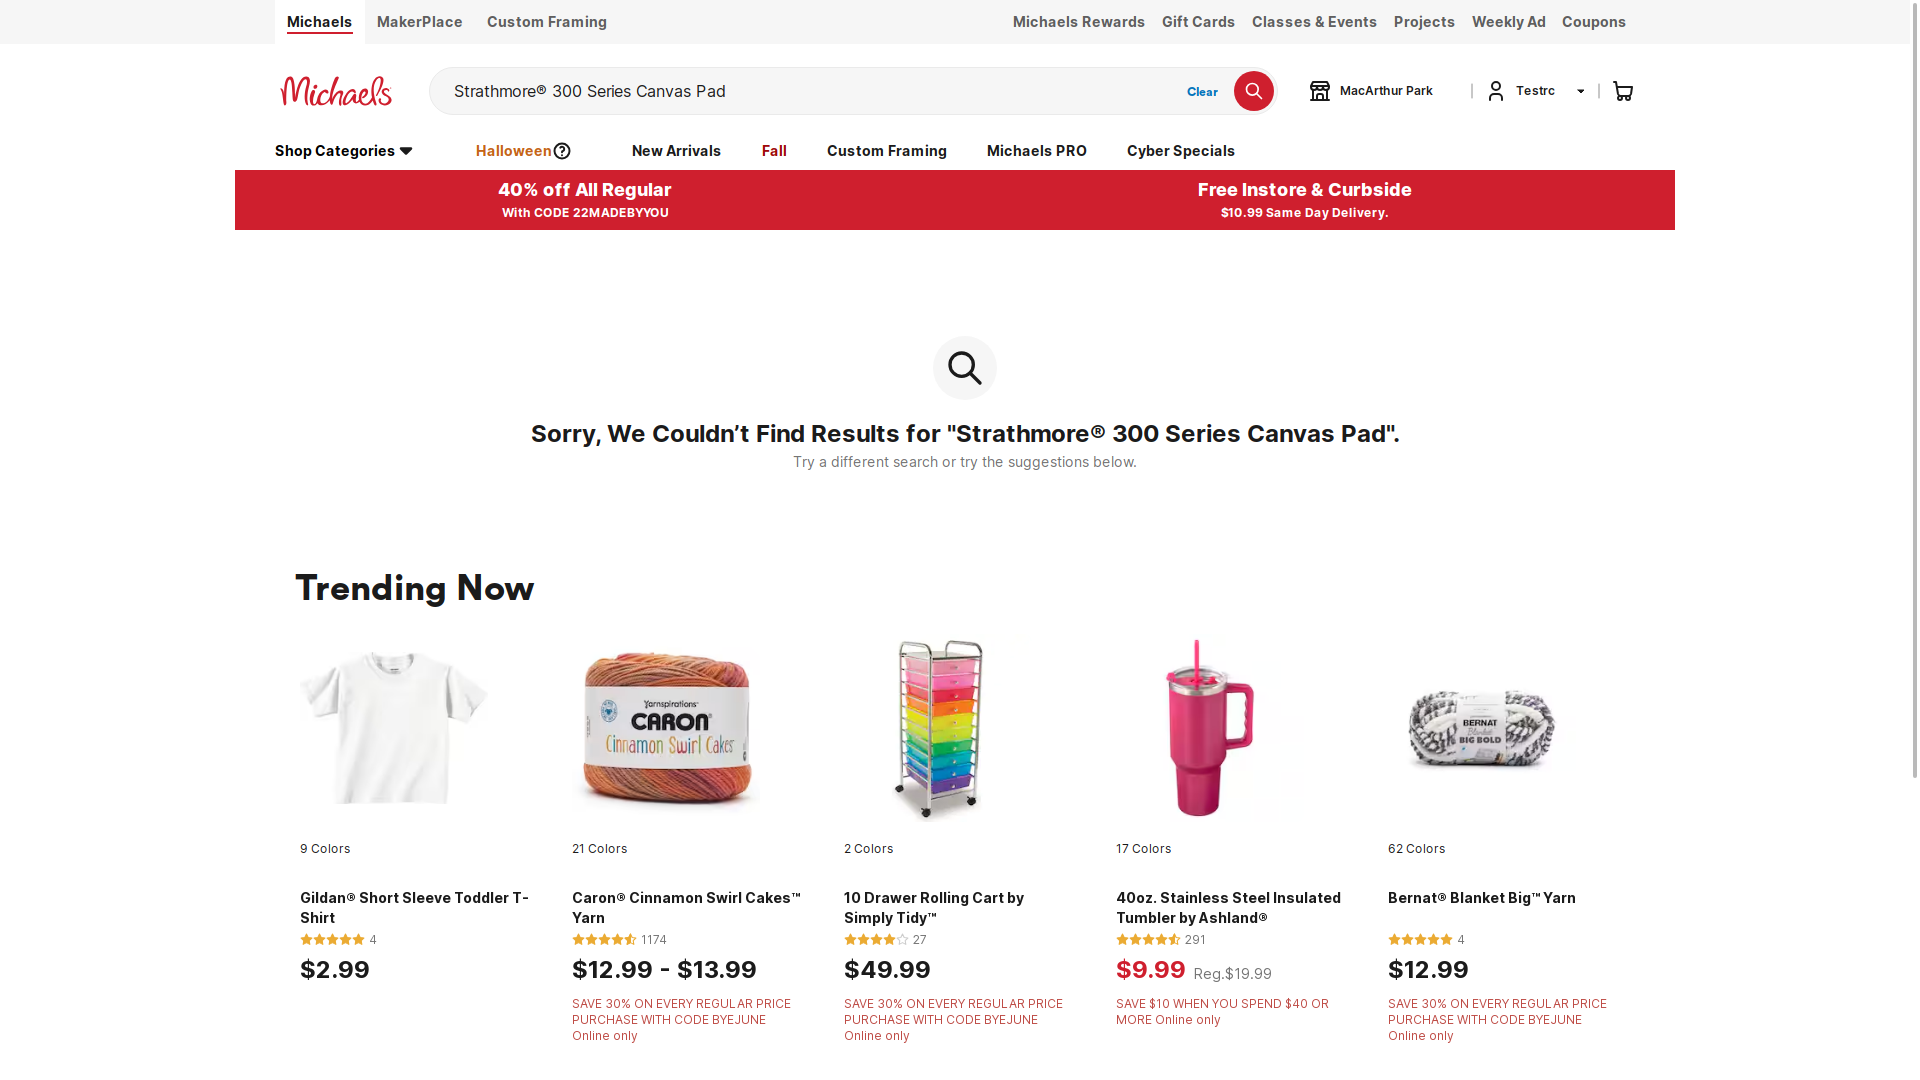 Michaels
MakerPlace
Custom Framing
Michaels Rewards
Gift Cards
Classes & Events
Projects
Weekly Ad
Coupons
Michaels
Strathmore® 300 Series Canvas Pad
Clear
MacArthur Park
Testrc
Shop Categories
Halloween
New Arrivals
Fall
Custom Framing
Michaels PRO
Cyber Specials
40% off All Regular
With CODE 22MADEBYYOU
Free Instore & Curbside
$10.99 Same Day Delivery.
Sorry, We Couldn’t Find Results for "Strathmore® 300 Series Canvas Pad".
Try a different search or try the suggestions below.
Trending Now
Yarnspirations
CARON
Cinnamon Swirl Cakes
BERNAT
Blanket
BIG BOLD
9 Colors
21 Colors
2 Colors
17 Colors
62 Colors
Gildan® Short Sleeve Toddler T-
Shirt
4
$2.99
Caron® Cinnamon Swirl Cakes™
Yarn
1174
$12.99 - $13.99
SAVE 30% ON EVERY REGULAR PRICE
PURCHASE WITH CODE BYEJUNE
Online only
10 Drawer Rolling Cart by
Simply Tidy™
27
$49.99
SAVE 30% ON EVERY REGULAR PRICE
PURCHASE WITH CODE BYEJUNE
Online only
40oz. Stainless Steel Insulated
Tumbler by Ashland®
291
$9.99 Reg.$19.99
SAVE $10 WHEN YOU SPEND $40 OR
MORE Online only
Bernat® Blanket Big™ Yarn
4
$12.99
SAVE 30% ON EVERY REGULAR PRICE
PURCHASE WITH CODE BYEJUNE
Online only